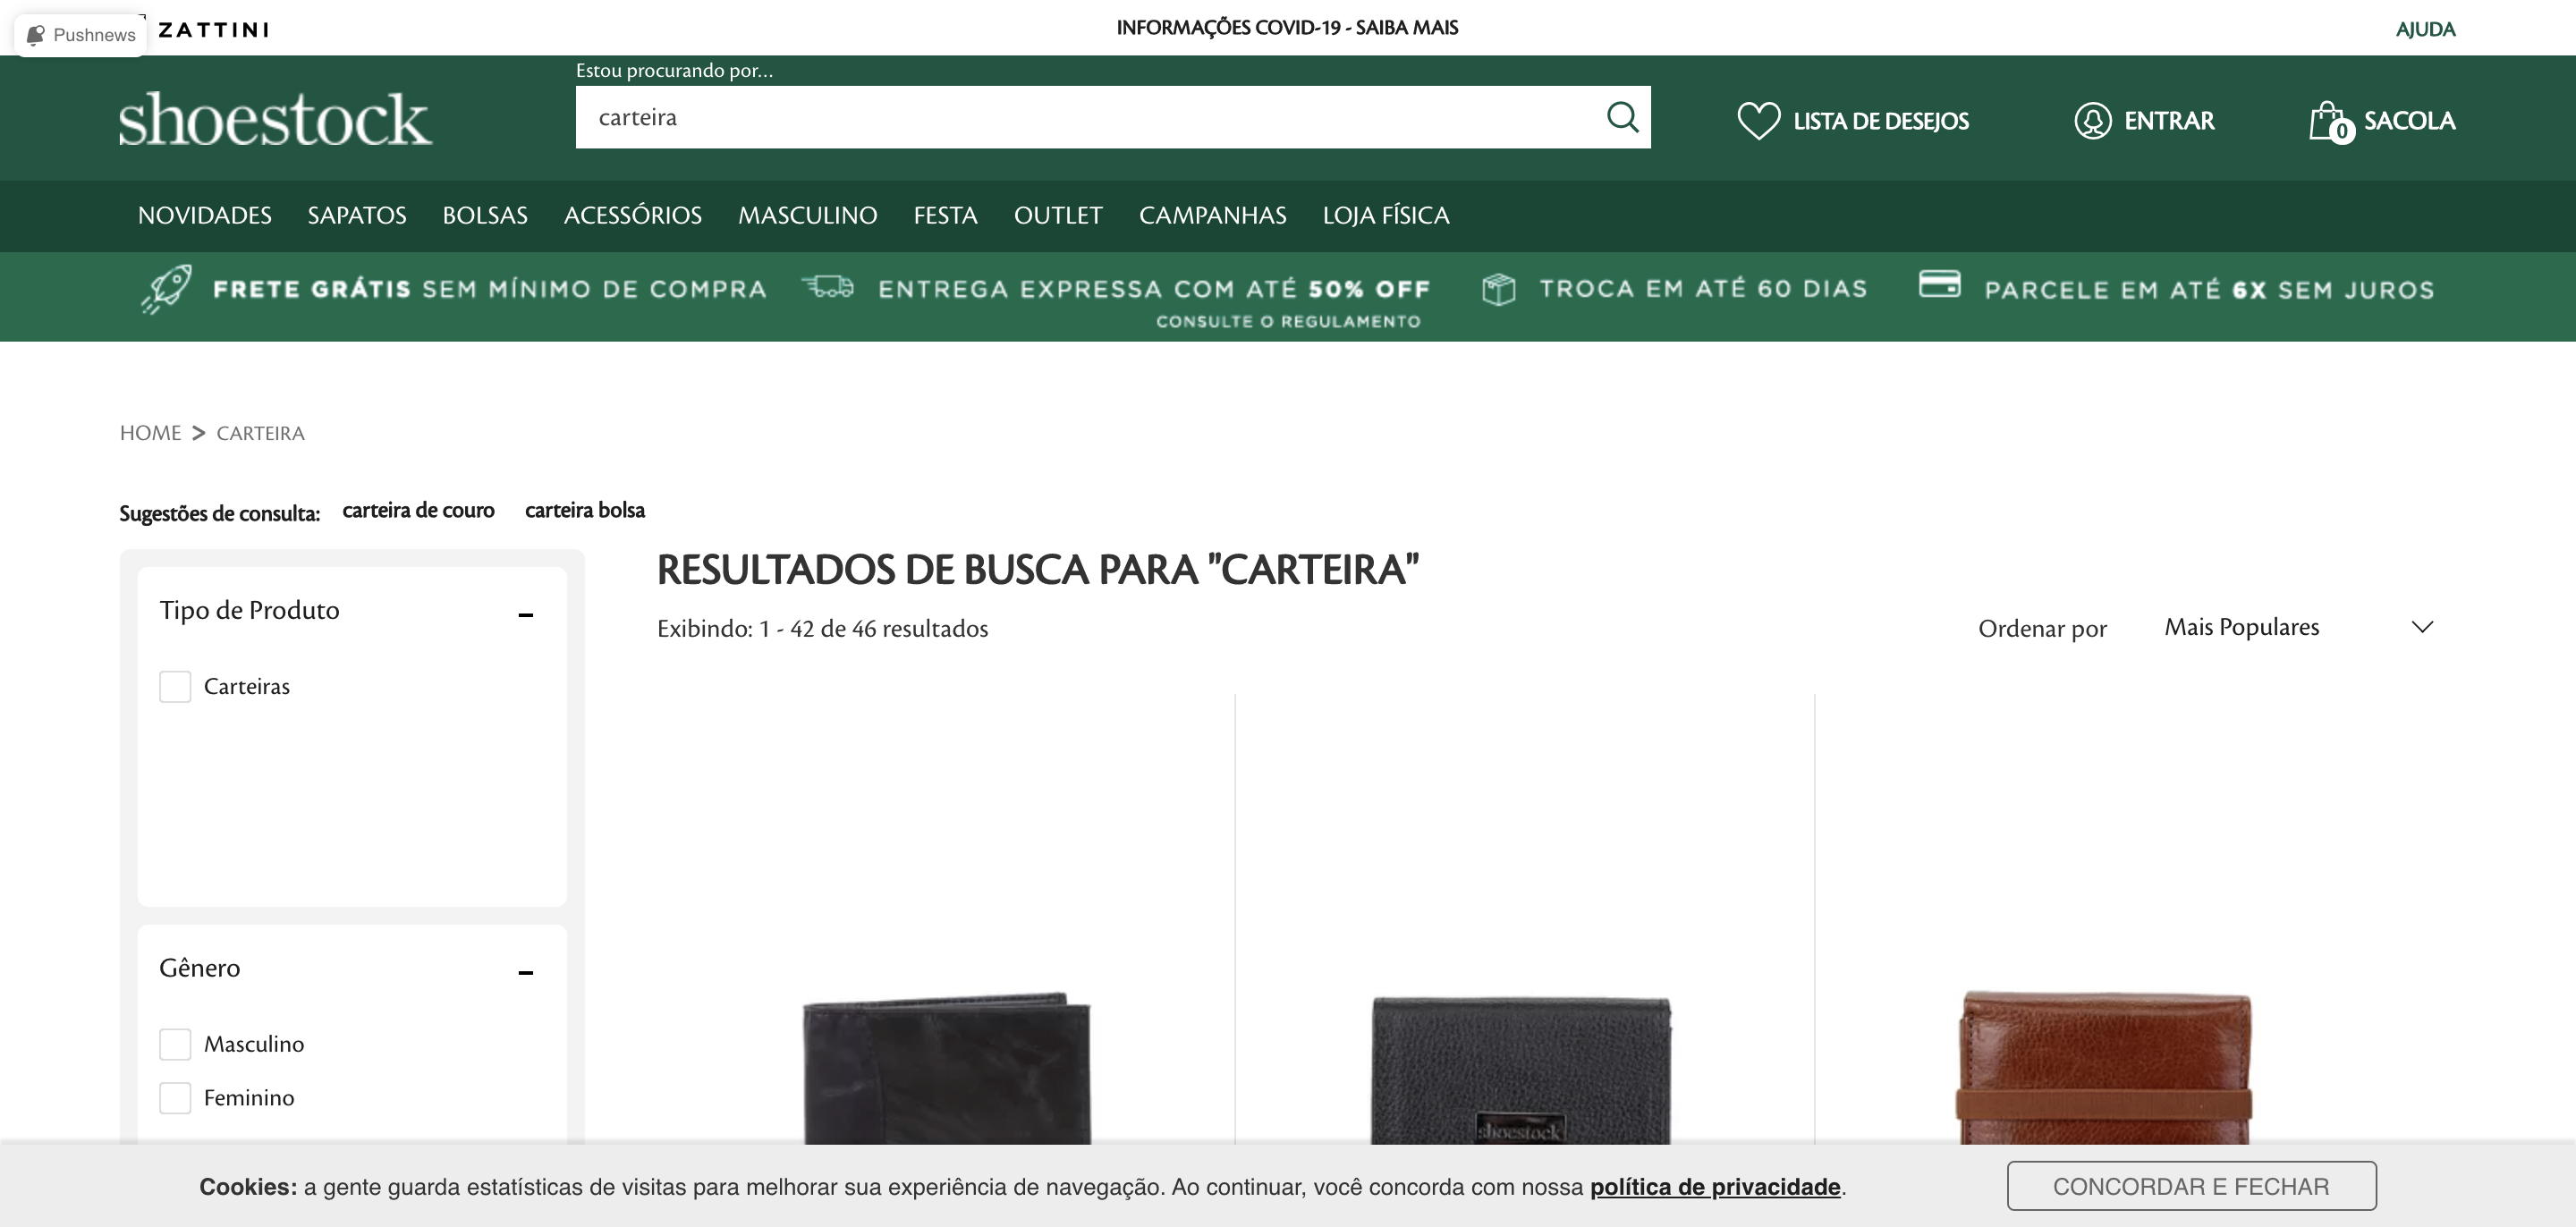 Pushnews
ZATTINI
INFORMAÇÕES COVID-19 - SAIBA MAIS
AJUDA
shoestock
Estou procurando por...
carteira
LISTA DE DESEJOS
ENTRAR
0
SACOLA
NOVIDADES SAPATOS BOLSAS ACESSÓRIOS MASCULINO FESTA OUTLET CAMPANHAS LOJA FÍSICA
FRETE GRÁTIS SEM MÍNIMO DE COMPRA
ENTREGA EXPRESSA COM ATÉ 50% OFF
CONSULTE O REGULAMENTO
TROCA EM ATÉ 60 DIAS
PARCELE EM ATÉ 6X SEM JUROS
HOME > CARTEIRA
Sugestões de consulta: carteira de couro carteira bolsa
Tipo de Produto
Carteiras
Gênero
Masculino
Feminino
RESULTADOS DE BUSCA PARA "CARTEIRA"
Exibindo: 1 - 42 de 46 resultados
Ordenar por Mais Populares
shoestock
Cookies: a gente guarda estatísticas de visitas para melhorar sua experiência de navegação. Ao continuar, você concorda com nossa política de privacidade.
CONCORDAR E FECHAR